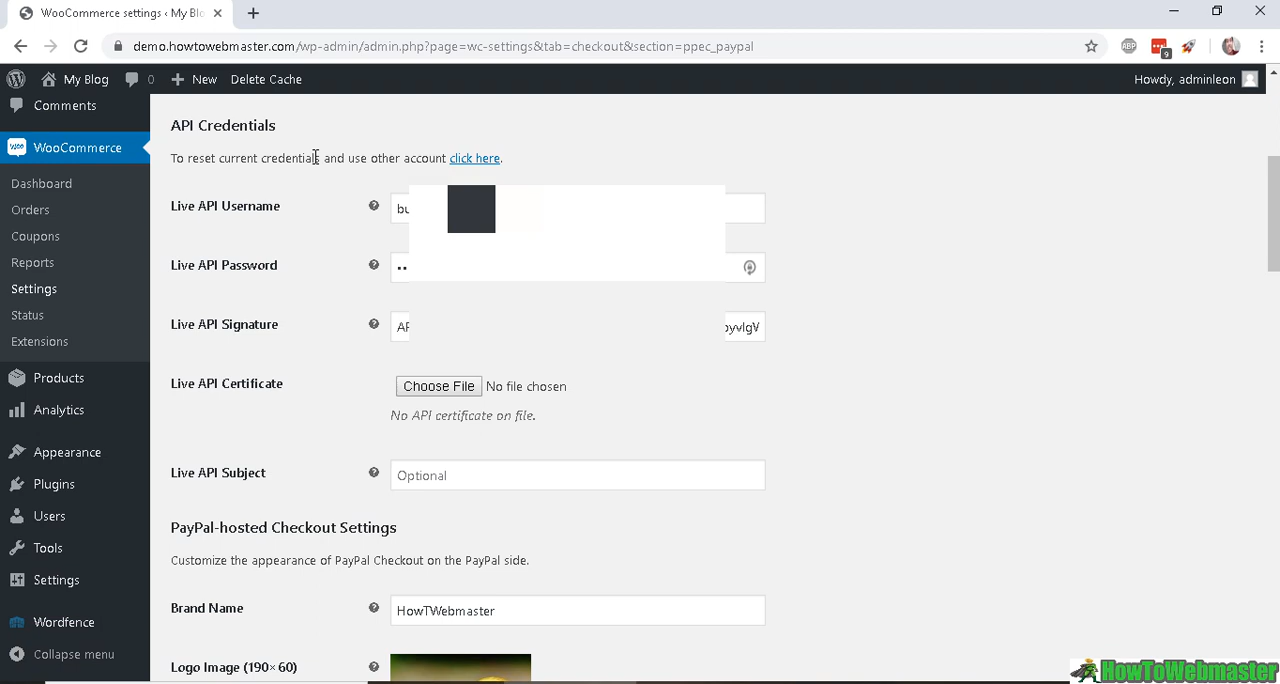 WooCommerce settings ‹ My Blo
demo.howtowebmaster.com/wp-admin/admin.php?page=wc-settings&tab=checkout&section=ppec_paypal
ABP
9
My Blog
0
New
Delete Cache
Howdy, adminleon
Comments
WooCommerce
Dashboard
Orders
Coupons
Reports
Settings
Status
Extensions
Products
Analytics
Appearance
Plugins
Users
Tools
Settings
Wordfence
Collapse menu
API Credentials
To reset current credentials and use other account click here.
Live API Username
Live API Password
Live API Signature
Live API Certificate
Choose File No file chosen
No API certificate on file.
Live API Subject
Optional
PayPal-hosted Checkout Settings
Customize the appearance of PayPal Checkout on the PayPal side.
Brand Name
HowTWebmaster
Logo Image (190×60)
HowToWebmaster